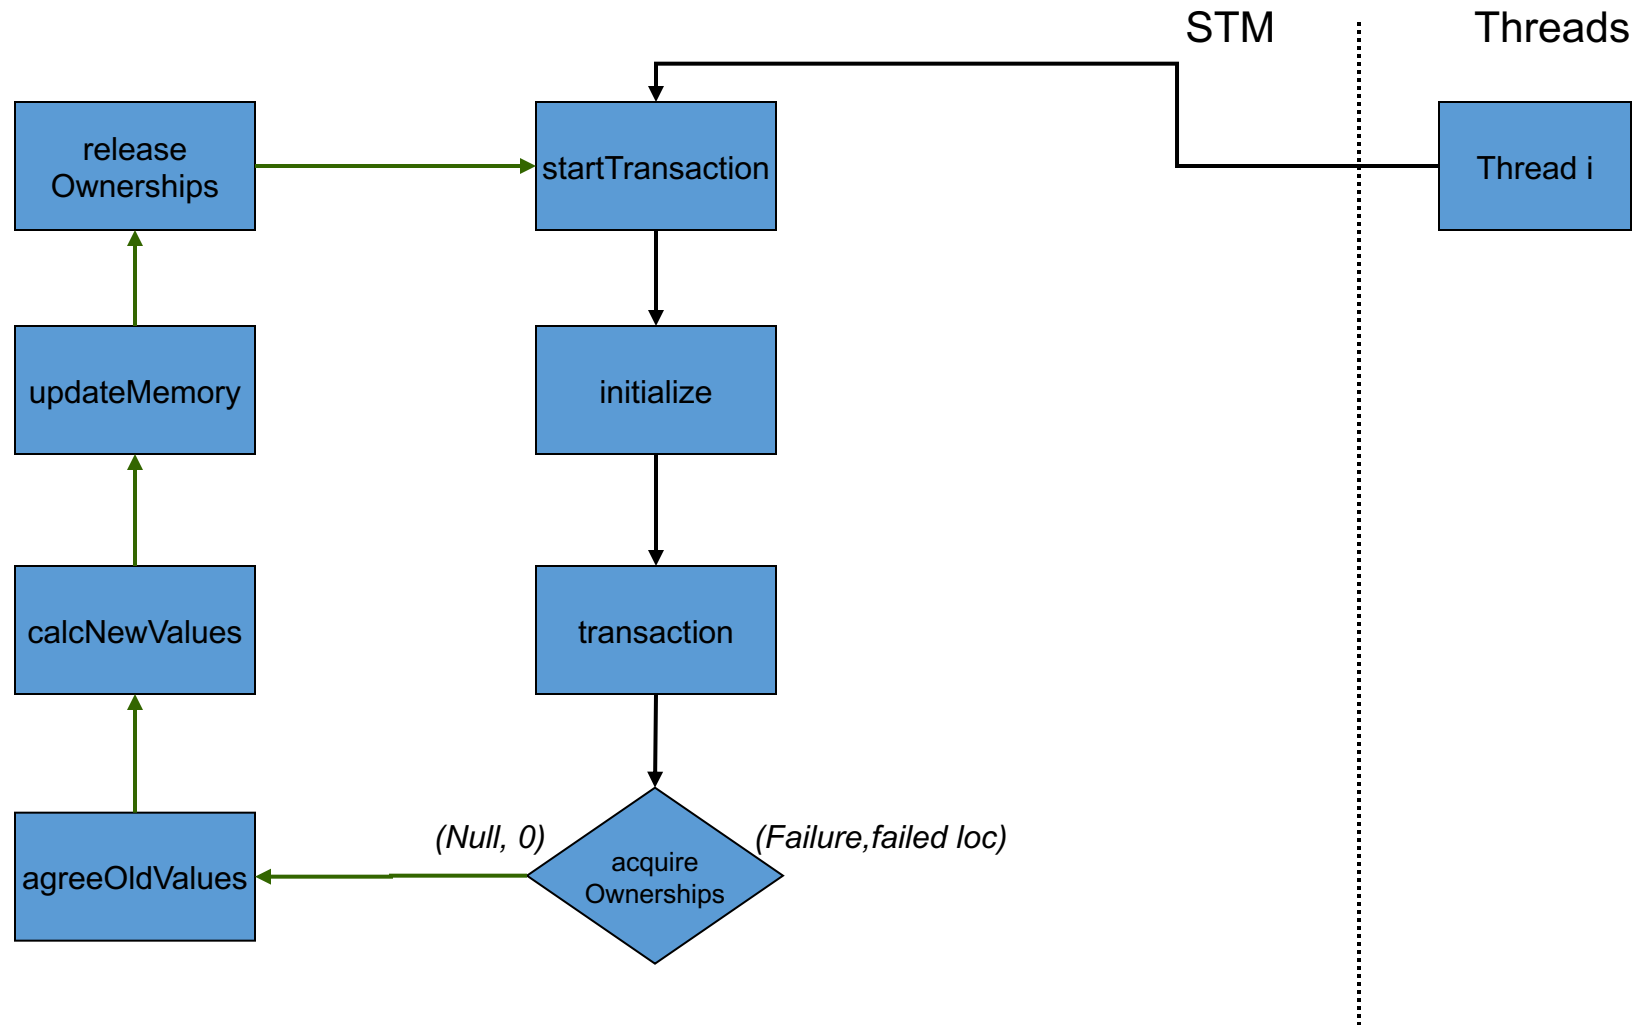 STM
Threads
release
Ownerships
startTransaction
Thread i
updateMemory
initialize
calcNewValues
transaction
(Null, 0)
(Failure,failed loc)
acquire
Ownerships
agreeOldValues